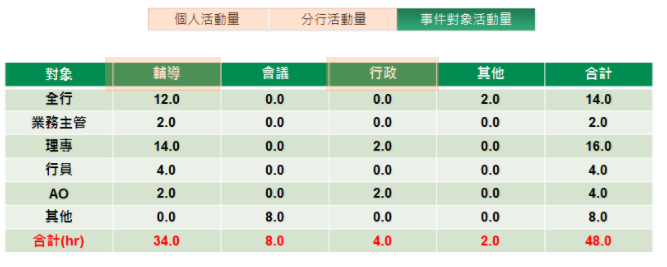 個人活動量 分行活動量 事件對象活動量
對象 輔導 會議 行政 其他 合計
全行 12.0 0.0 0.0 2.0 14.0
業務主管 2.0 0.0 0.0 0.0 2.0
理專 14.0 0.0 2.0 0.0 16.0
行員 4.0 0.0 0.0 0.0 4.0
AO 2.0 0.0 2.0 0.0 4.0
其他 0.0 8.0 0.0 0.0 8.0
合計(hr) 34.0 8.0 4.0 2.0 48.0